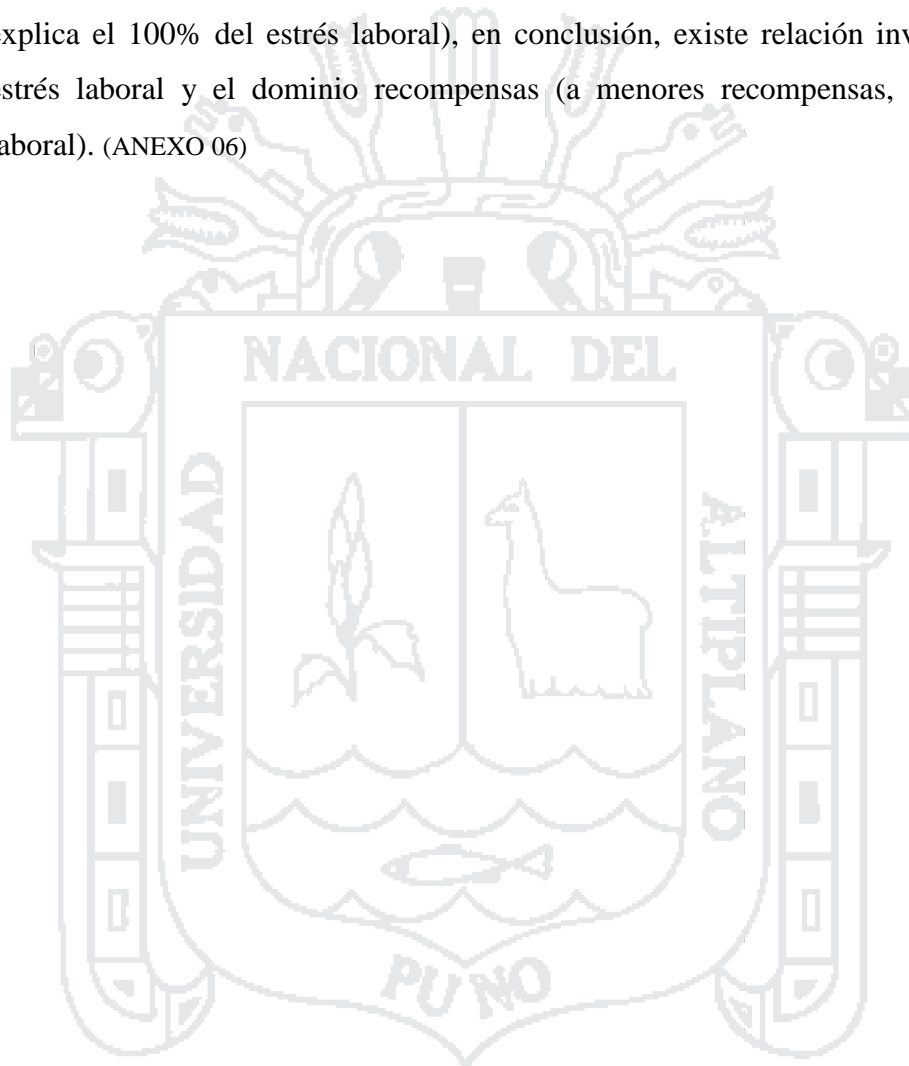 explica el 100% del estrés laboral), en conclusión, existe relación
estrés laboral y el dominio recompensas (a menores recompensas,
laboral). (ANEXO 06)
NACIONAL DEL
UNIVERSIDAD
ALTIPLANO
PUNO